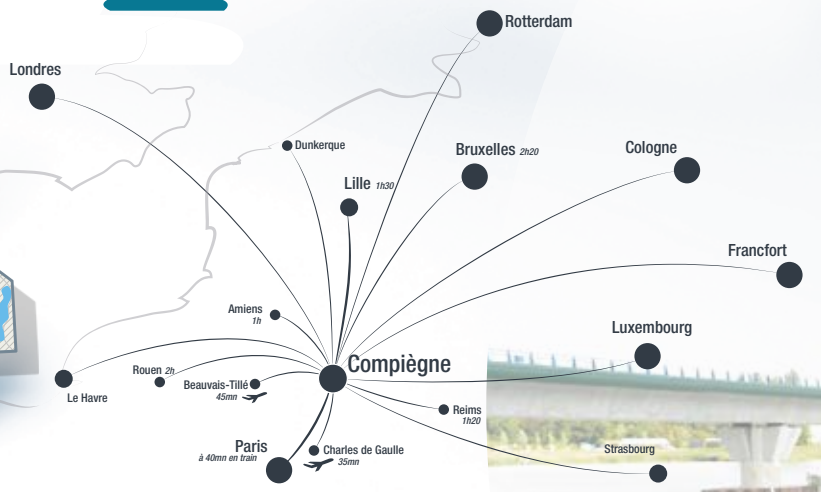 Rotterdam
Londres
Dunkerque
Bruxelles 2h20
Cologne
Lille 1h30
Francfort
Amiens
1h
Luxembourg
Compiègne
Rouen 2h
Beauvais-Tillé
45mn
Le Havre
Reims
1h20
Paris
à 40mn en train
Charles de Gaulle
35mn
Strasbourg